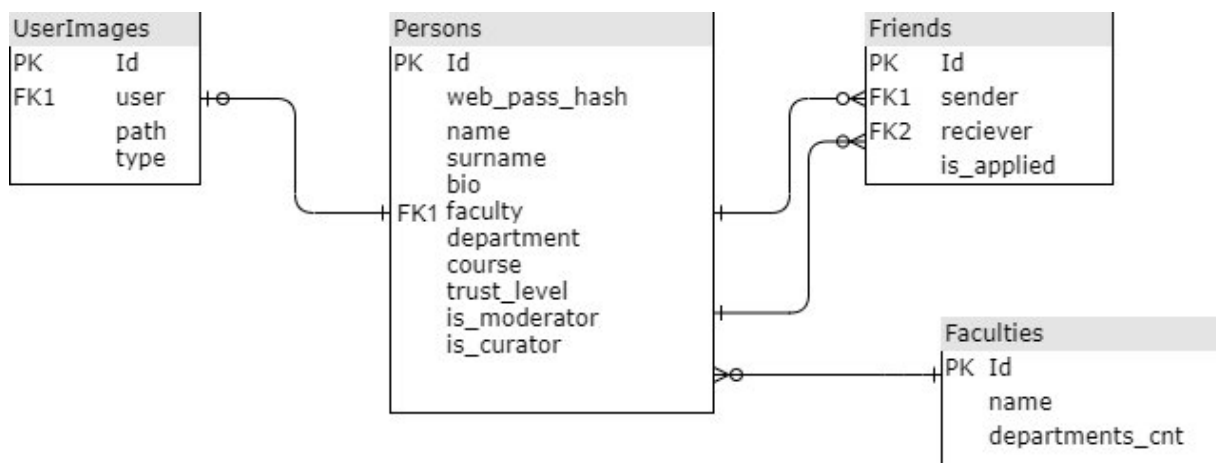 UserImages
PK Id
FK1 user
path
type
Persons
PK Id
web_pass_hash
name
surname
bio
FK1 faculty
department
course
trust_level
is_moderator
is_curator
Friends
PK Id
FK1 sender
FK2 reciever
is_applied
Faculties
PK Id
name
departments_cnt